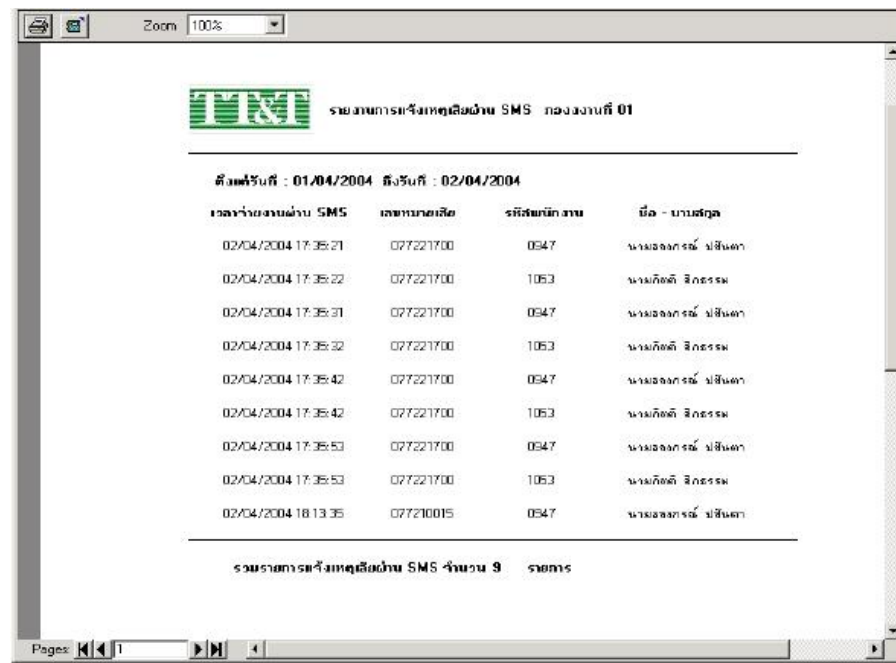 Zoom 100%
TT&T รายงานการแจ้งเหตุเสียผ่าน SMS กองงานที่ 01
ตั้งแต่วันที่ : 01/04/2004 ถึงวันที่ : 02/04/2004
เวลาจ่ายงานผ่าน SMS เลขหมายเสีย รหัสพนักงาน ชื่อ - นามสกุล
02/04/2004 17:35:21 077221700 0947
02/04/2004 17:35:22 077221700 1053
02/04/2004 17:35:31 077221700 0947
02/04/2004 17:35:32 077221700 1053
02/04/2004 17:35:42 077221700 0947
02/04/2004 17:35:42 077221700 1053
02/04/2004 17:35:53 077221700 0947
02/04/2004 17:35:53 077221700 1053
02/04/2004 18:13:35 077210015 0947
รวมรายการแจ้งเหตุเสียผ่าน SMS จำนวน 9 รายการ
Pages: 1